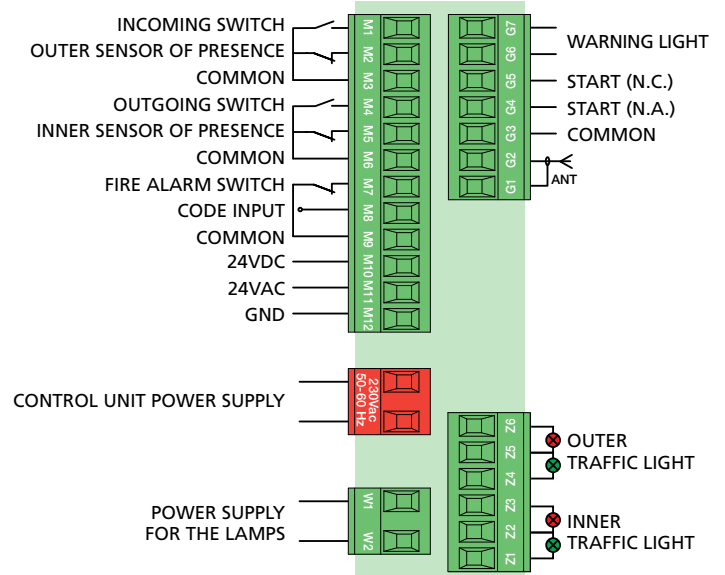 INCOMING SWITCH
OUTER SENSOR OF PRESENCE
COMMON
OUTGOING SWITCH
INNER SENSOR OF PRESENCE
COMMON
FIRE ALARM SWITCH
CODE INPUT
COMMON
24VDC
24VAC
GND
M1
M2
M3
M4
M5
M6
M7
M8
M9
M10
M11
M12
G7
G6
G5
G4
G3
G2
G1
WARNING LIGHT
START (N.C.)
START (N.A.)
COMMON
ANT
CONTROL UNIT POWER SUPPLY
230Vac
50-60 Hz
POWER SUPPLY
FOR THE LAMPS
W1
W2
Z6
Z5
Z4
Z3
Z2
Z1
OUTER
TRAFFIC LIGHT
INNER
TRAFFIC LIGHT